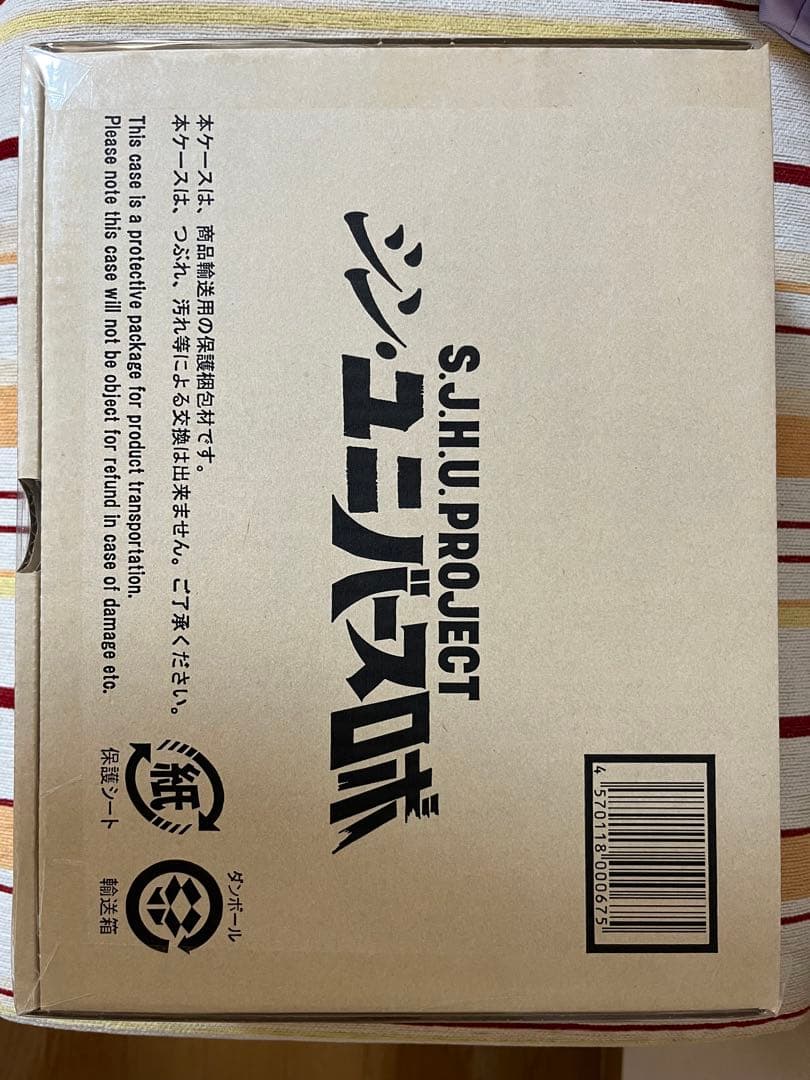 S.J.H.U. PROJECT
シン・ユニバースロボ
本ケースは、商品輸送用の保護梱包材です。
本ケースは、つぶれ、汚れ等による交換は出来ません。ご了承ください。
This case is a protective package for product transportation.
Please note this case will not be object for refund in case of damage etc.
紙
保護シート
ダンボール
輸送箱
4 570118 000675